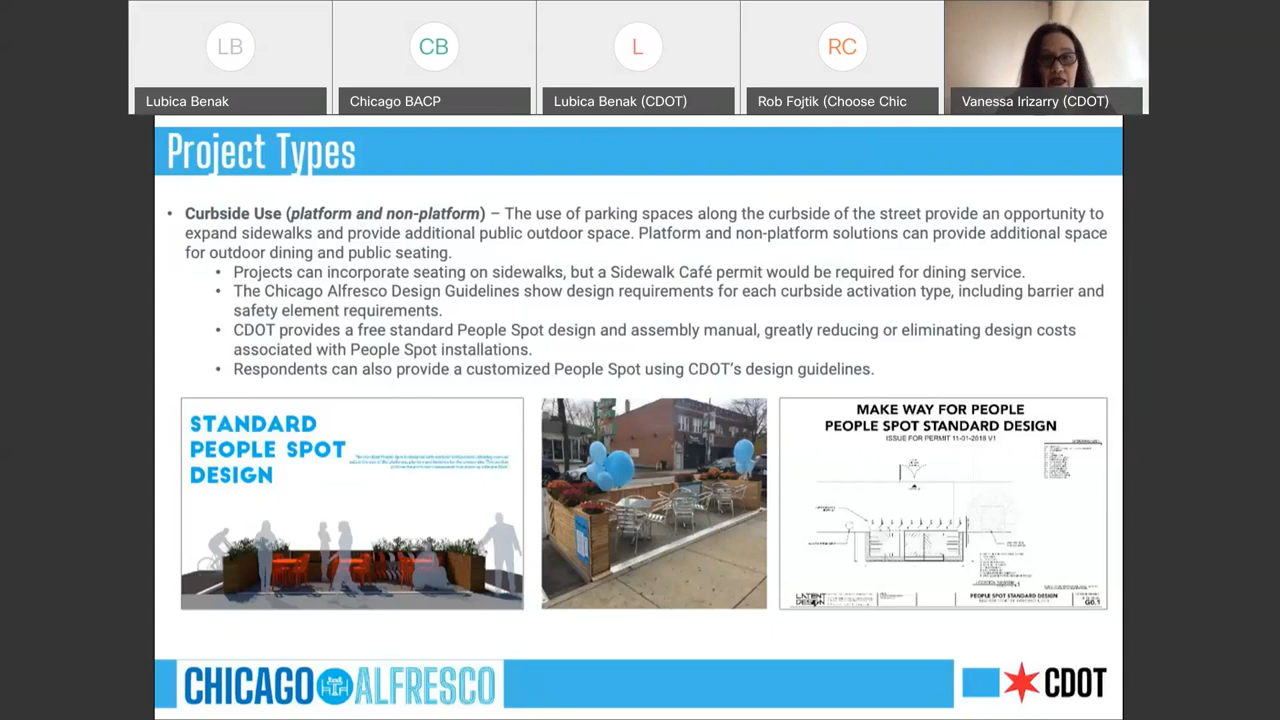 LB
CB
L
RC
Lubica Benak
Chicago BACP
Lubica Benak (CDOT)
Rob Fojtik (Choose Chic
Vanessa Irizarry (CDOT)
Project Types
• Curbside Use (platform and non-platform) – The use of parking spaces along the curbside of the street provide an opportunity to
expand sidewalks and provide additional public outdoor space. Platform and non-platform solutions can provide additional space
for outdoor dining and public seating.
• Projects can incorporate seating on sidewalks, but a Sidewalk Café permit would be required for dining service.
• The Chicago Alfresco Design Guidelines show design requirements for each curbside activation type, including barrier and
safety element requirements.
• CDOT provides a free standard People Spot design and assembly manual, greatly reducing or eliminating design costs
associated with People Spot installations.
• Respondents can also provide a customized People Spot using CDOT's design guidelines.
STANDARD
PEOPLE SPOT
DESIGN
MAKE WAY FOR PEOPLE
PEOPLE SPOT STANDARD DESIGN
ISSUE FOR PERMIT 11-01-2018 V1
LATENT
DESIGN
PEOPLE SPOT STANDARD DESIGN
G0.1
CHICAGO ALFRESCO
CDOT